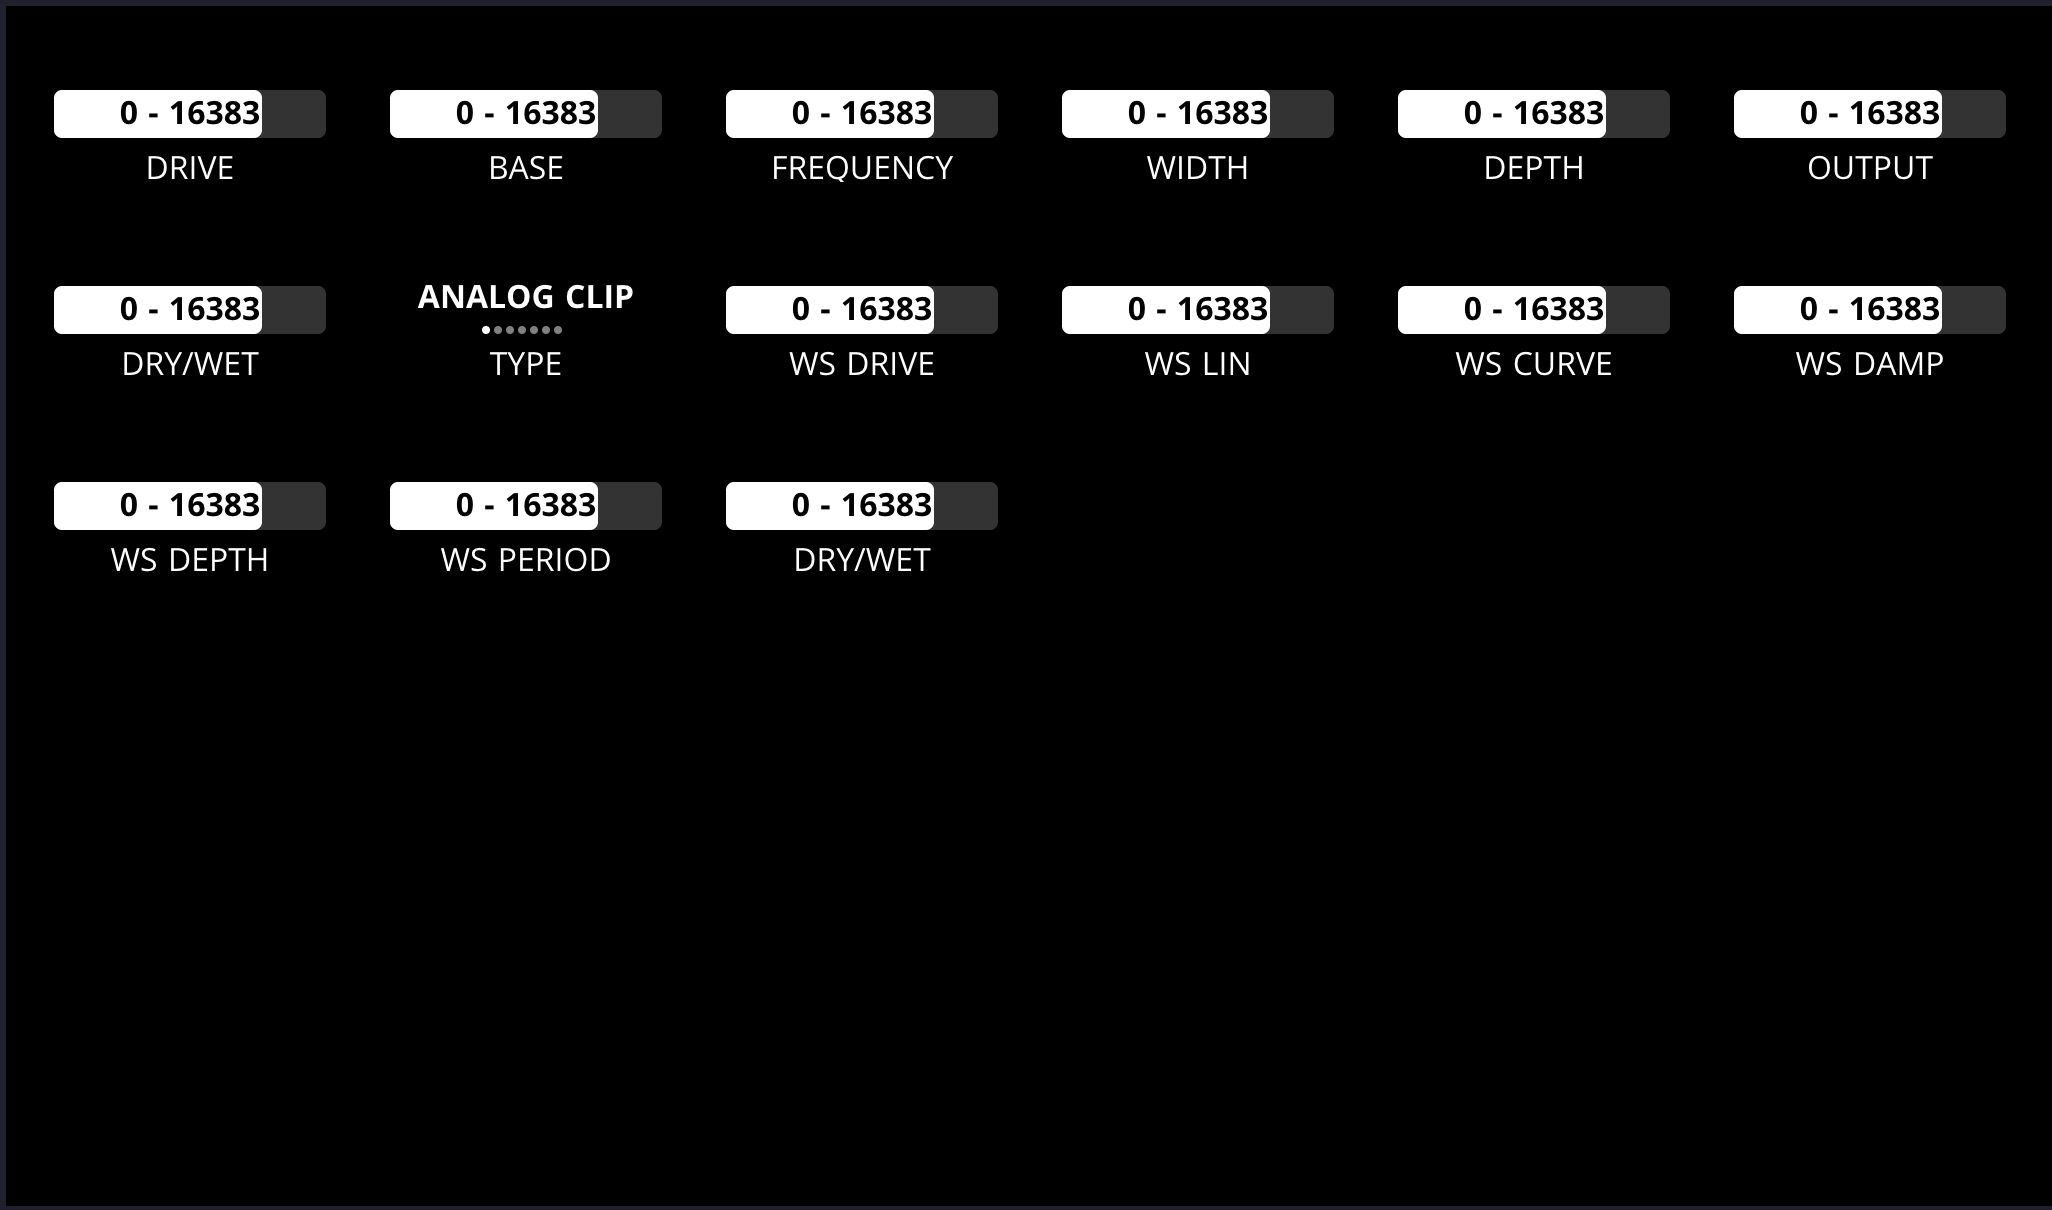 0 - 16383 0 - 16383 0 - 16383 0 - 16383 0 - 16383 0 - 16383
DRIVE BASE FREQUENCY WIDTH DEPTH OUTPUT
0 - 16383 ANALOG CLIP 0 - 16383 0 - 16383 0 - 16383 0 - 16383
DRY/WET TYPE WS DRIVE WS LIN WS CURVE WS DAMP
0 - 16383 0 - 16383 0 - 16383
WS DEPTH WS PERIOD DRY/WET